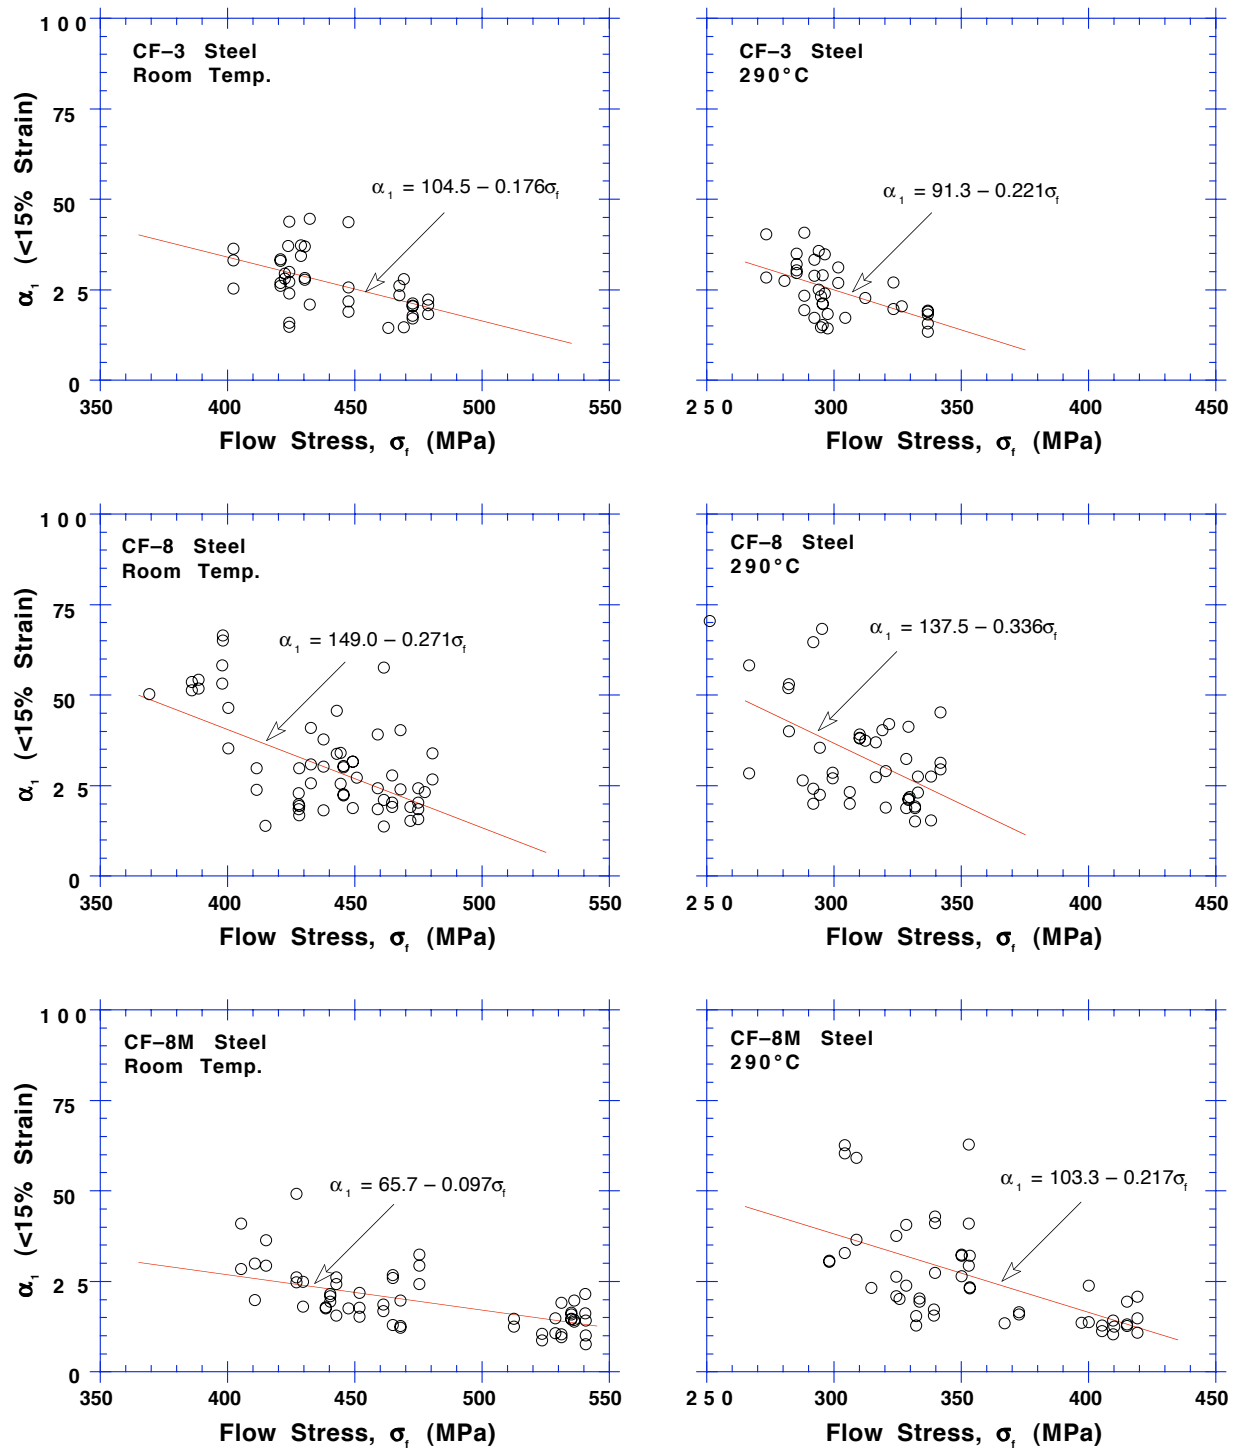 100
75
50
25
0
α₁ (<15% Strain)
CF–3 Steel
Room Temp.
α₁ = 104.5 – 0.176σf
350 400 450 500 550
Flow Stress, σf (MPa)
CF–3 Steel
290°C
α₁ = 91.3 – 0.221σf
250 300 350 400 450
Flow Stress, σf (MPa)
100
75
50
25
0
α₁ (<15% Strain)
CF–8 Steel
Room Temp.
α₁ = 149.0 – 0.271σf
350 400 450 500 550
Flow Stress, σf (MPa)
CF–8 Steel
290°C
α₁ = 137.5 – 0.336σf
250 300 350 400 450
Flow Stress, σf (MPa)
100
75
50
25
0
α₁ (<15% Strain)
CF–8M Steel
Room Temp.
α₁ = 65.7 – 0.097σf
350 400 450 500 550
Flow Stress, σf (MPa)
CF–8M Steel
290°C
α₁ = 103.3 – 0.217σf
250 300 350 400 450
Flow Stress, σf (MPa)